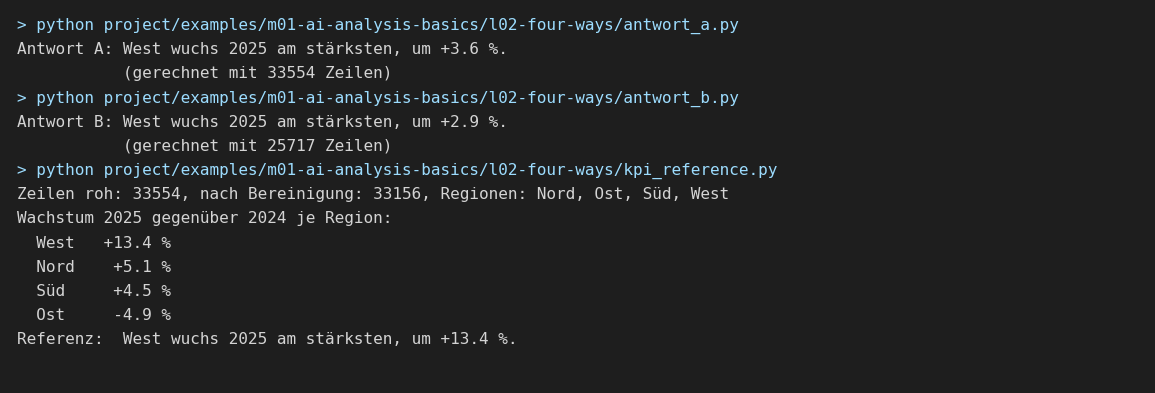 > python project/examples/m01-ai-analysis-basics/l02-four-ways/antwort_a.py
Antwort A: West wuchs 2025 am stärksten, um +3.6 %.
           (gerechnet mit 33554 Zeilen)
> python project/examples/m01-ai-analysis-basics/l02-four-ways/antwort_b.py
Antwort B: West wuchs 2025 am stärksten, um +2.9 %.
           (gerechnet mit 25717 Zeilen)
> python project/examples/m01-ai-analysis-basics/l02-four-ways/kpi_reference.py
Zeilen roh: 33554, nach Bereinigung: 33156, Regionen: Nord, Ost, Süd, West
Wachstum 2025 gegenüber 2024 je Region:
  West   +13.4 %
  Nord    +5.1 %
  Süd     +4.5 %
  Ost     -4.9 %
Referenz:  West wuchs 2025 am stärksten, um +13.4 %.